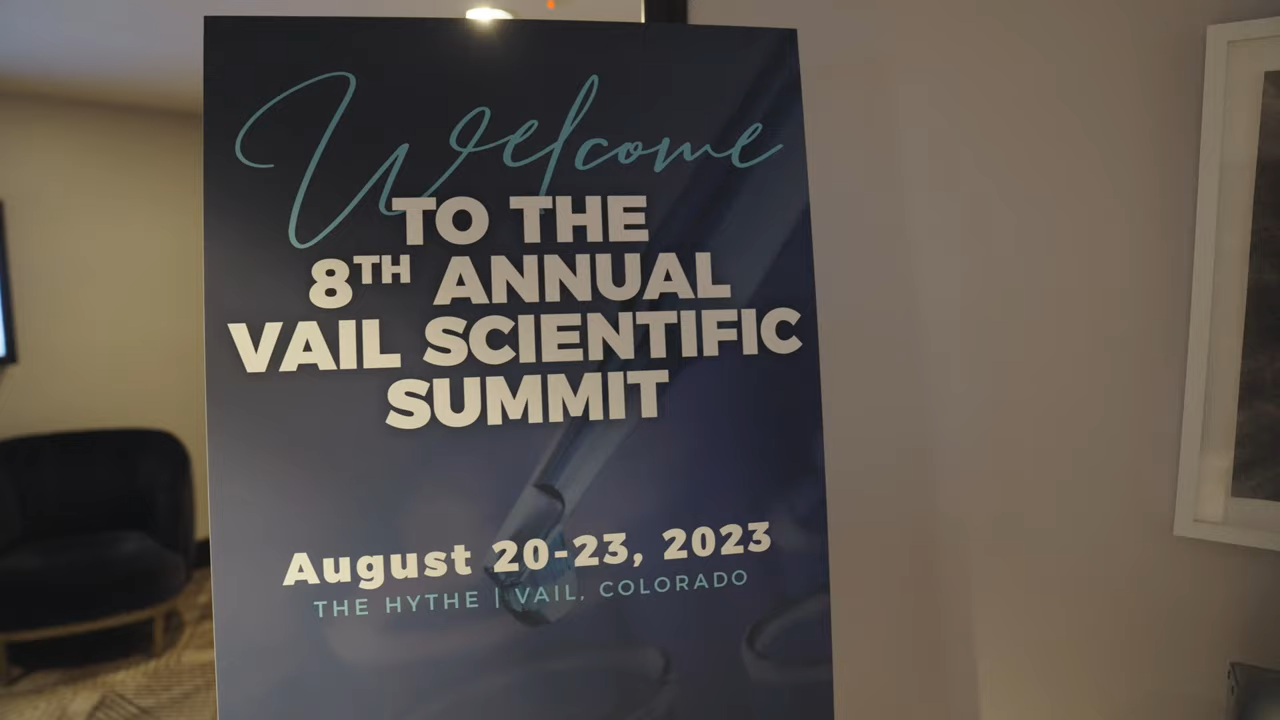 Welcome
TO THE
8TH ANNUAL
VAIL SCIENTIFIC
SUMMIT
August 20-23, 2023
THE HYTHE | VAIL, COLORADO